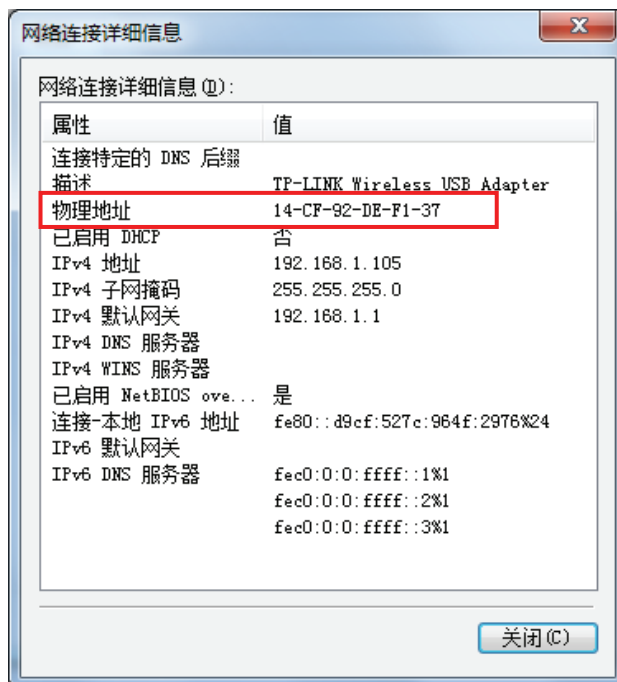 网络连接详细信息
网络连接详细信息(D):
属性 值
连接特定的 DNS 后缀
描述 TP-LINK Wireless USB Adapter
物理地址 14-CF-92-DE-F1-37
已启用 DHCP 否
IPv4 地址 192.168.1.105
IPv4 子网掩码 255.255.255.0
IPv4 默认网关 192.168.1.1
IPv4 DNS 服务器
IPv4 WINS 服务器
已启用 NetBIOS ove... 是
连接-本地 IPv6 地址 fe80::d9cf:527c:964f:2976%24
IPv6 默认网关
IPv6 DNS 服务器 fec0:0:0:ffff::1%1
fec0:0:0:ffff::2%1
fec0:0:0:ffff::3%1
关闭(C)